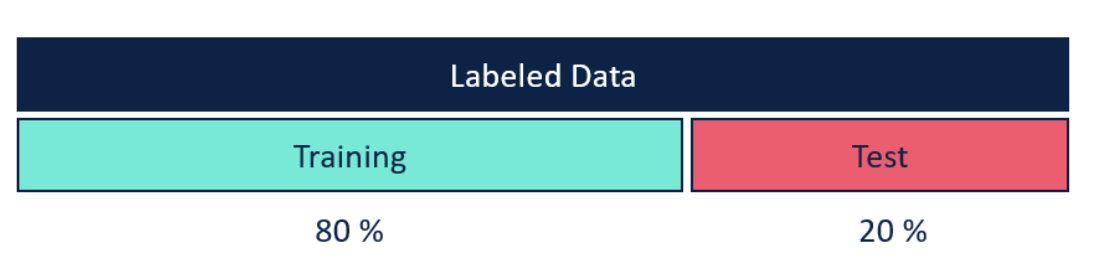 Labeled Data
Training Test
80 % 20 %